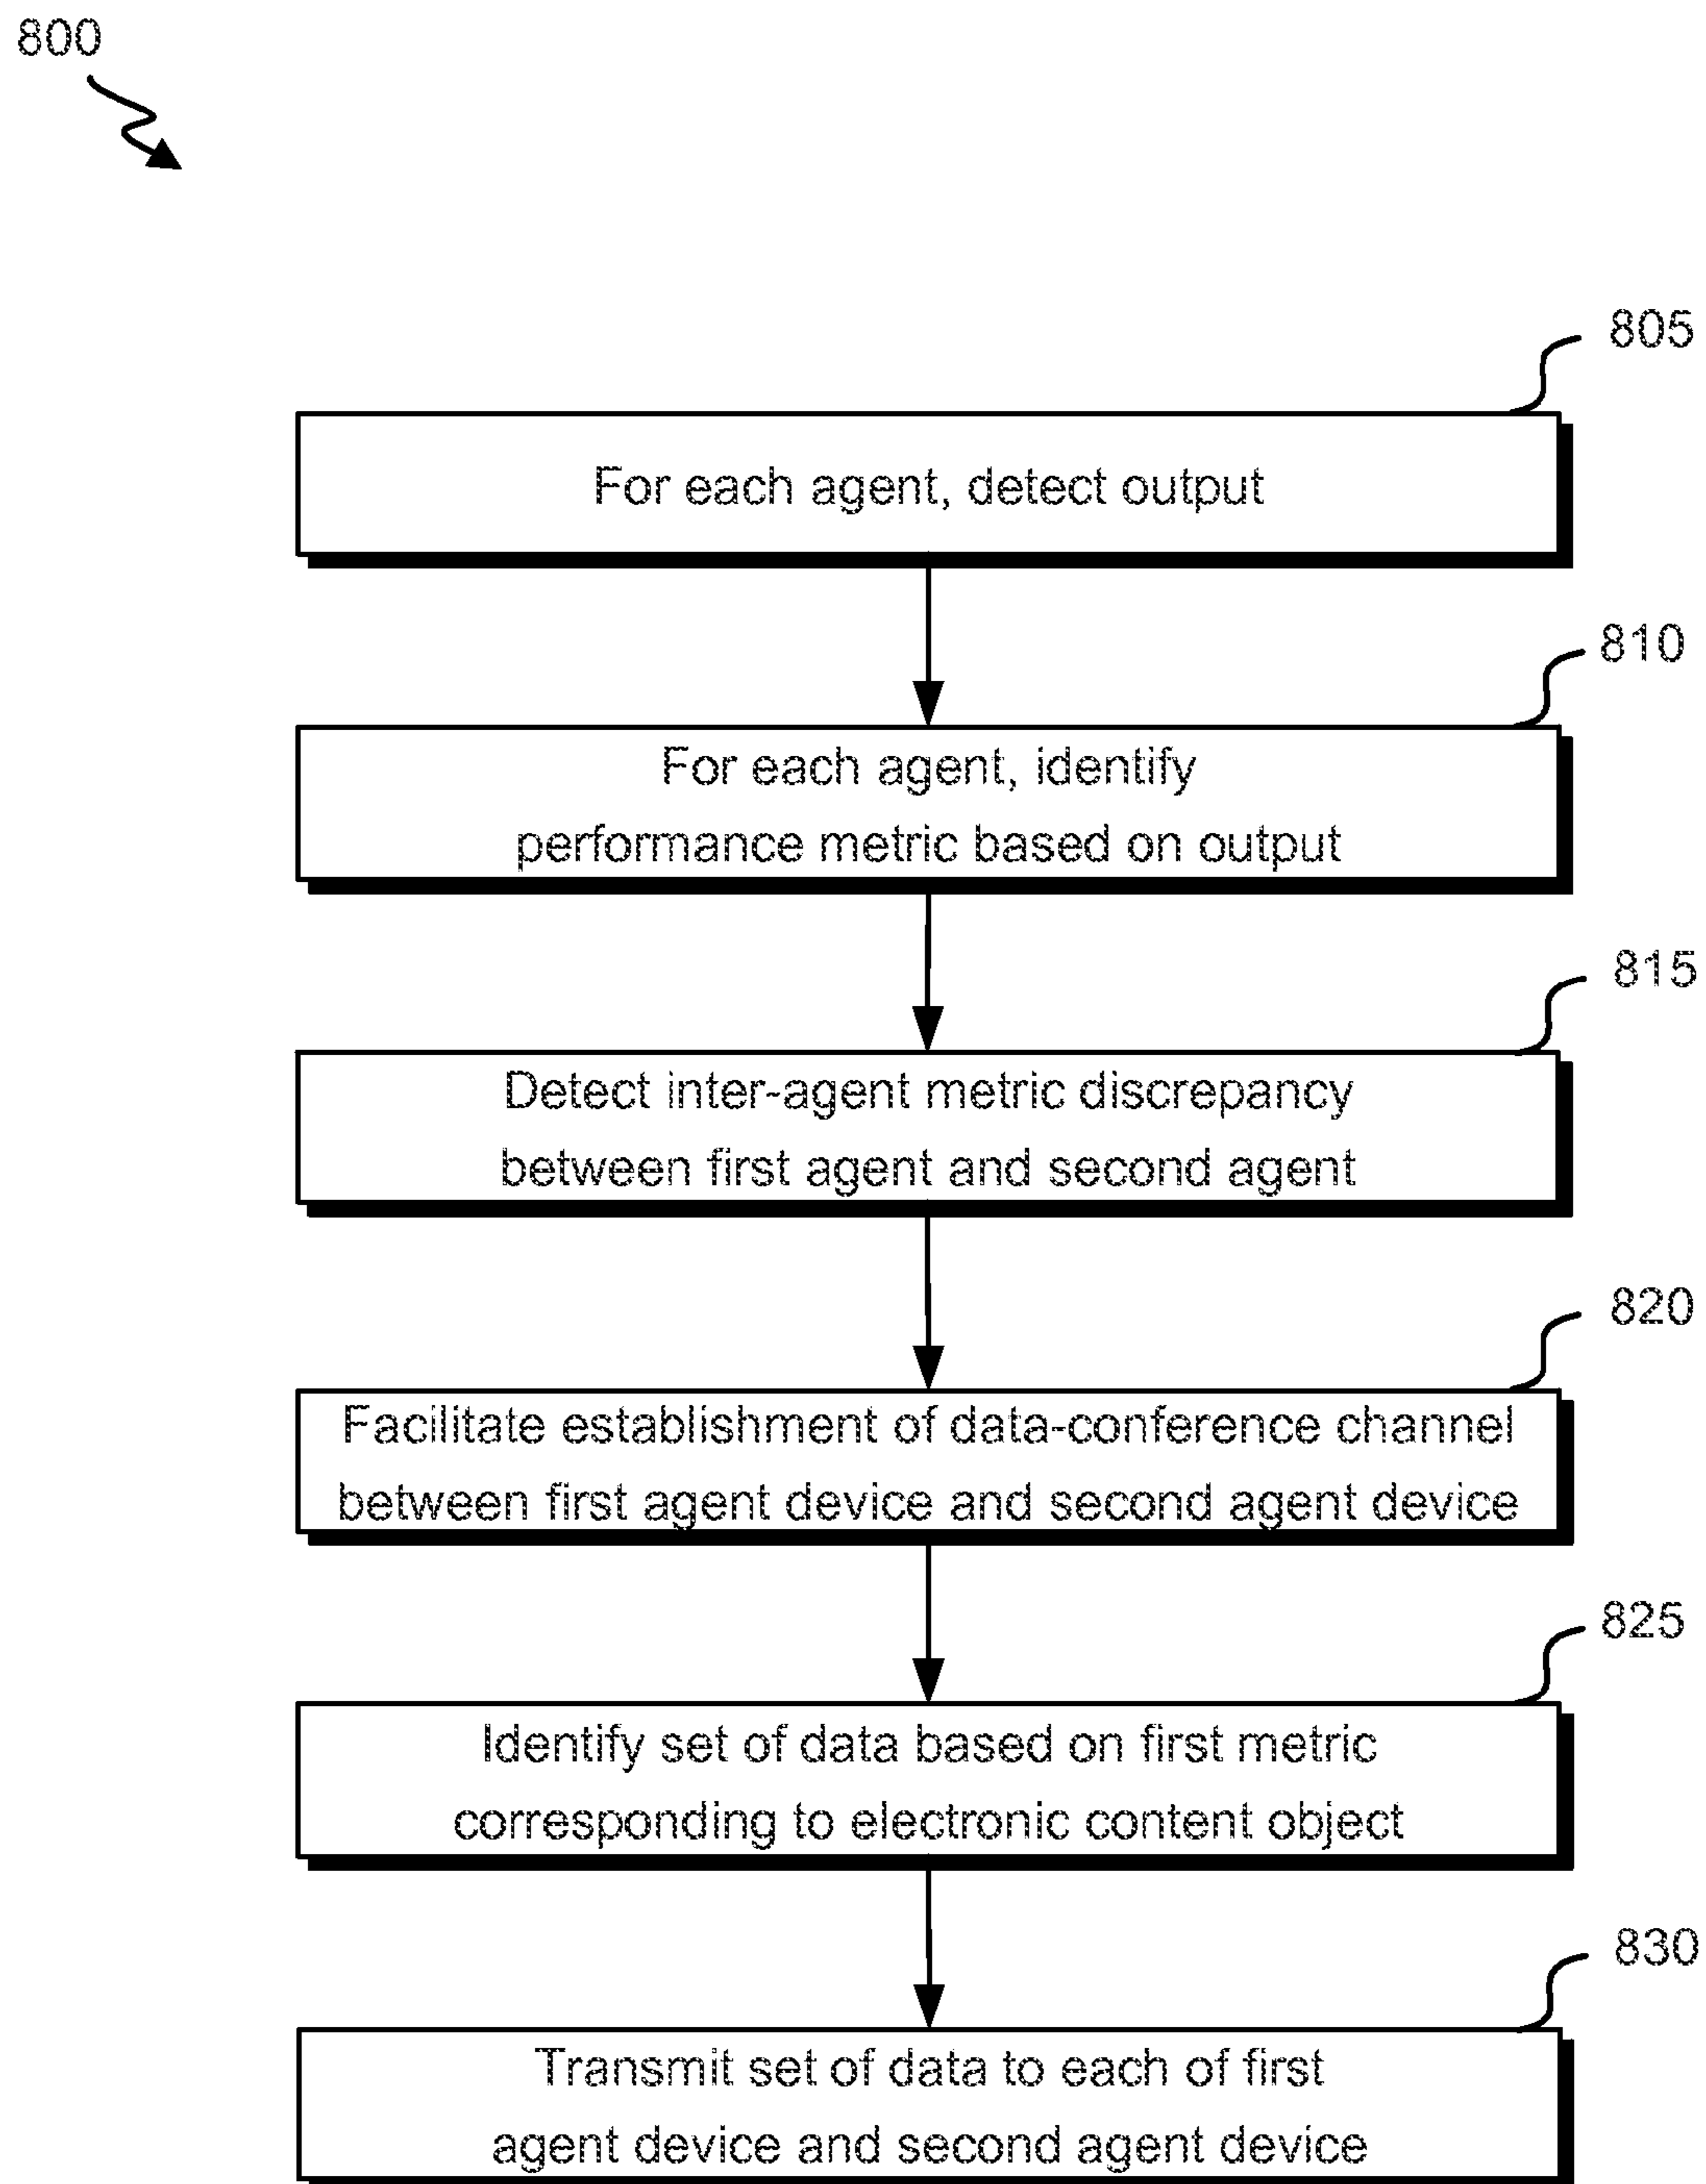 800
805
For each agent, detect output
810
For each agent, identify
performance metric based on output
815
Detect inter-agent metric discrepancy
between first agent and second agent
820
Facilitate establishment of data-conference channel
between first agent device and second agent device
825
Identify set of data based on first metric
corresponding to electronic content object
830
Transmit set of data to each of first
agent device and second agent device